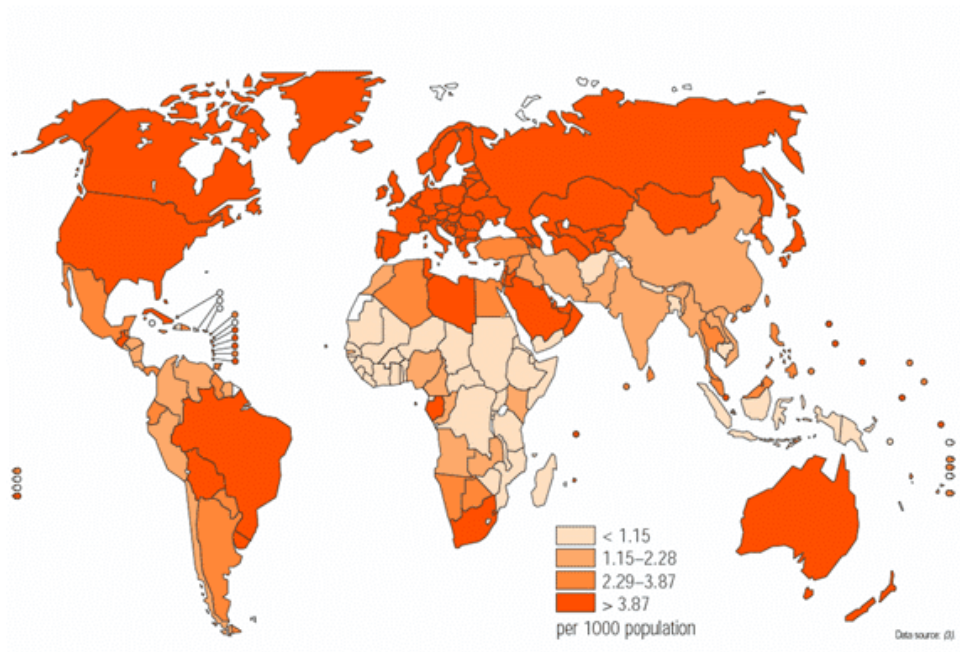 < 1.15
1.15–2.28
2.29–3.87
> 3.87
per 1000 population
Data source: (3).